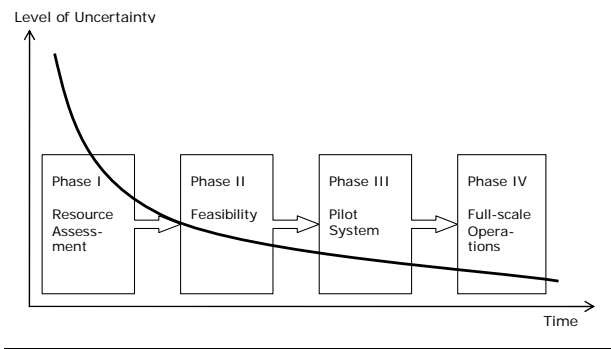 Level of Uncertainty
Phase I
Resource
Assess-
ment
Phase II
Feasibility
Phase III
Pilot
System
Phase IV
Full-scale
Opera-
tions
Time